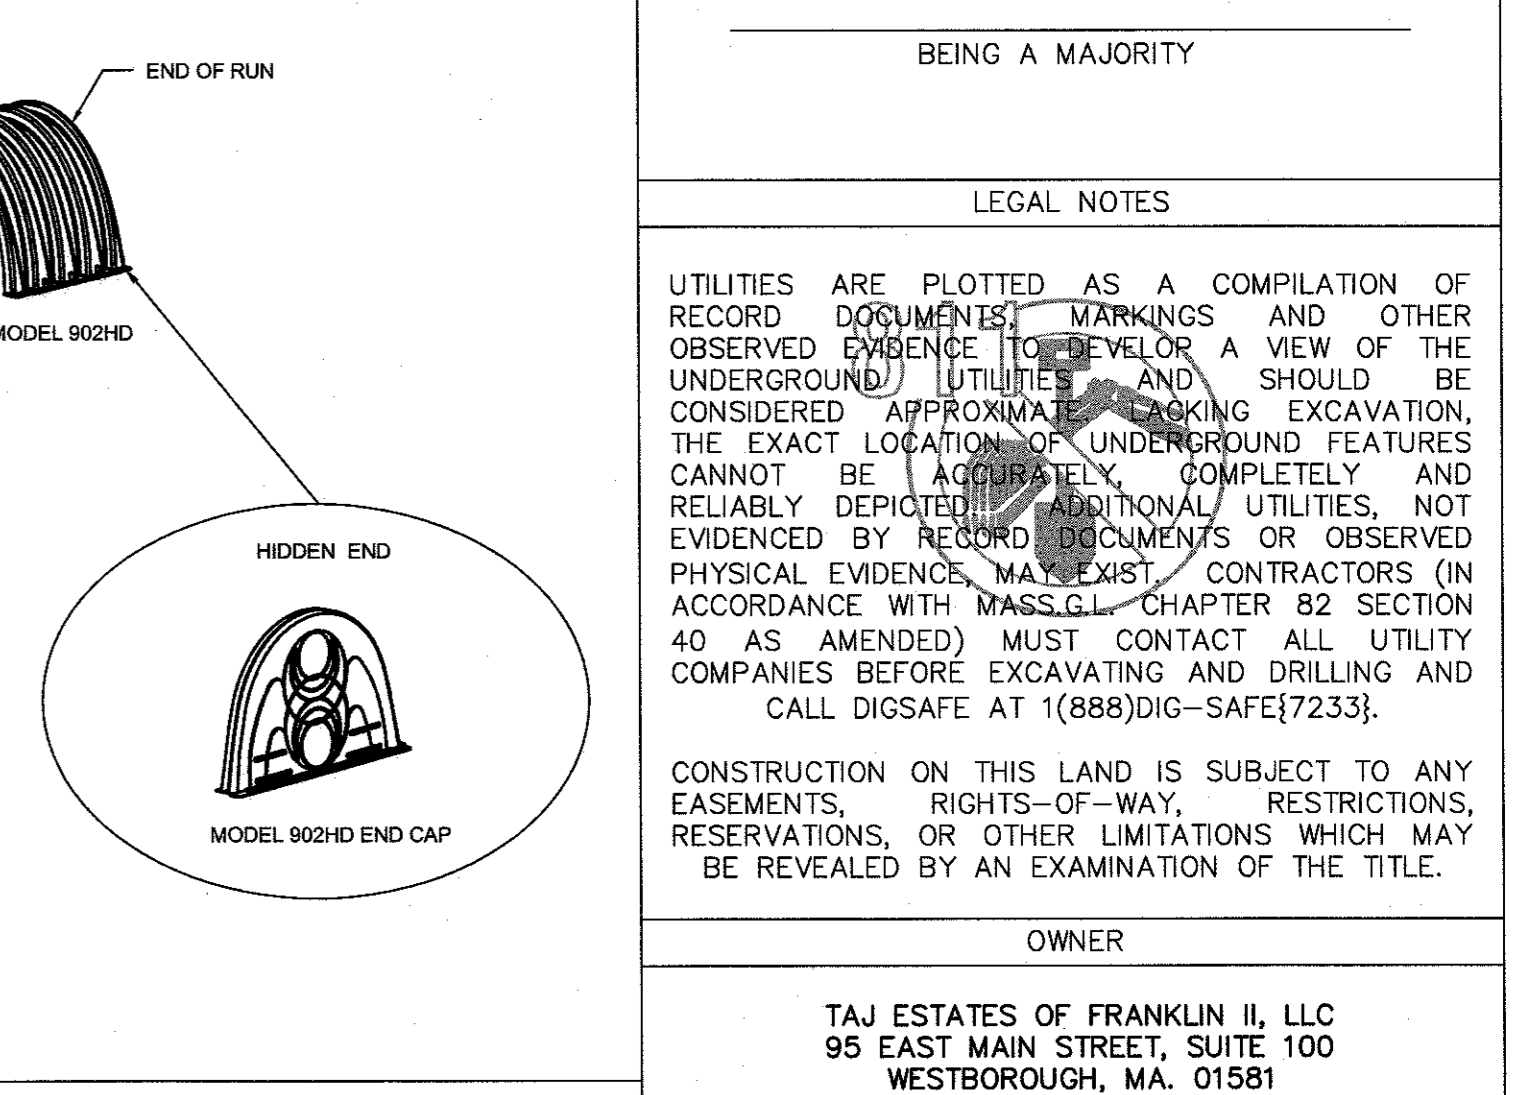 END OF RUN
MODEL 902HD
HIDDEN END
MODEL 902HD END CAP
BEING A MAJORITY
LEGAL NOTES
UTILITIES ARE PLOTTED AS A COMPILATION OF
RECORD DOCUMENTS, MARKINGS AND OTHER
OBSERVED EVIDENCE TO DEVELOP A VIEW OF THE
UNDERGROUND UTILITIES AND SHOULD BE
CONSIDERED APPROXIMATE. LACKING EXCAVATION,
THE EXACT LOCATION OF UNDERGROUND FEATURES
CANNOT BE ACCURATELY, COMPLETELY AND
RELIABLY DEPICTED. ADDITIONAL UTILITIES, NOT
EVIDENCED BY RECORD DOCUMENTS OR OBSERVED
PHYSICAL EVIDENCE, MAY EXIST. CONTRACTORS (IN
ACCORDANCE WITH MASS.G.L. CHAPTER 82 SECTION
40 AS AMENDED) MUST CONTACT ALL UTILITY
COMPANIES BEFORE EXCAVATING AND DRILLING AND
CALL DIGSAFE AT 1(888)DIG-SAFE{7233}.
811
CONSTRUCTION ON THIS LAND IS SUBJECT TO ANY
EASEMENTS, RIGHTS-OF-WAY, RESTRICTIONS,
RESERVATIONS, OR OTHER LIMITATIONS WHICH MAY
BE REVEALED BY AN EXAMINATION OF THE TITLE.
OWNER
TAJ ESTATES OF FRANKLIN II, LLC
95 EAST MAIN STREET, SUITE 100
WESTBOROUGH, MA. 01581